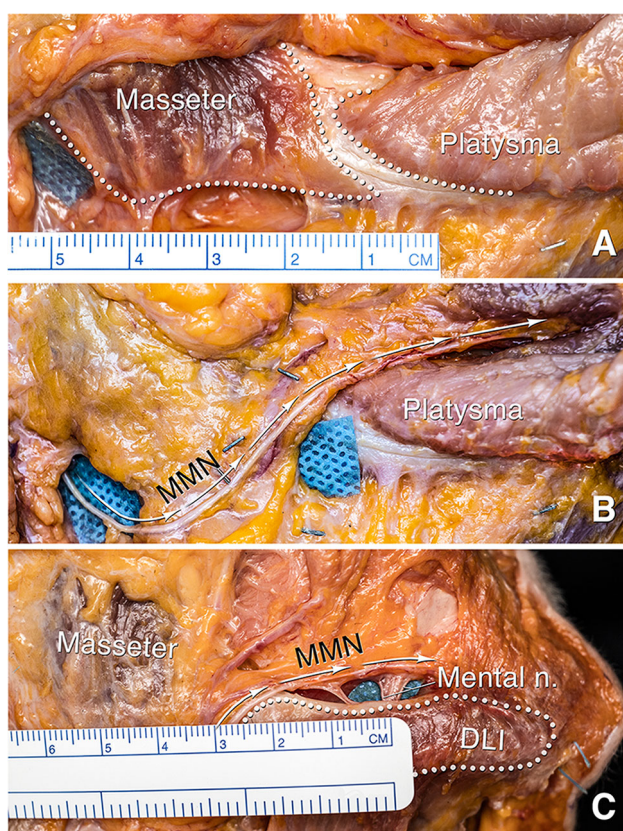 Masseter
Platysma
5 4 3 2 1 CM
A
Platysma
MMN
B
Masseter
MMN
Mental n.
6 5 4 3 2 1 CM
DLI
C